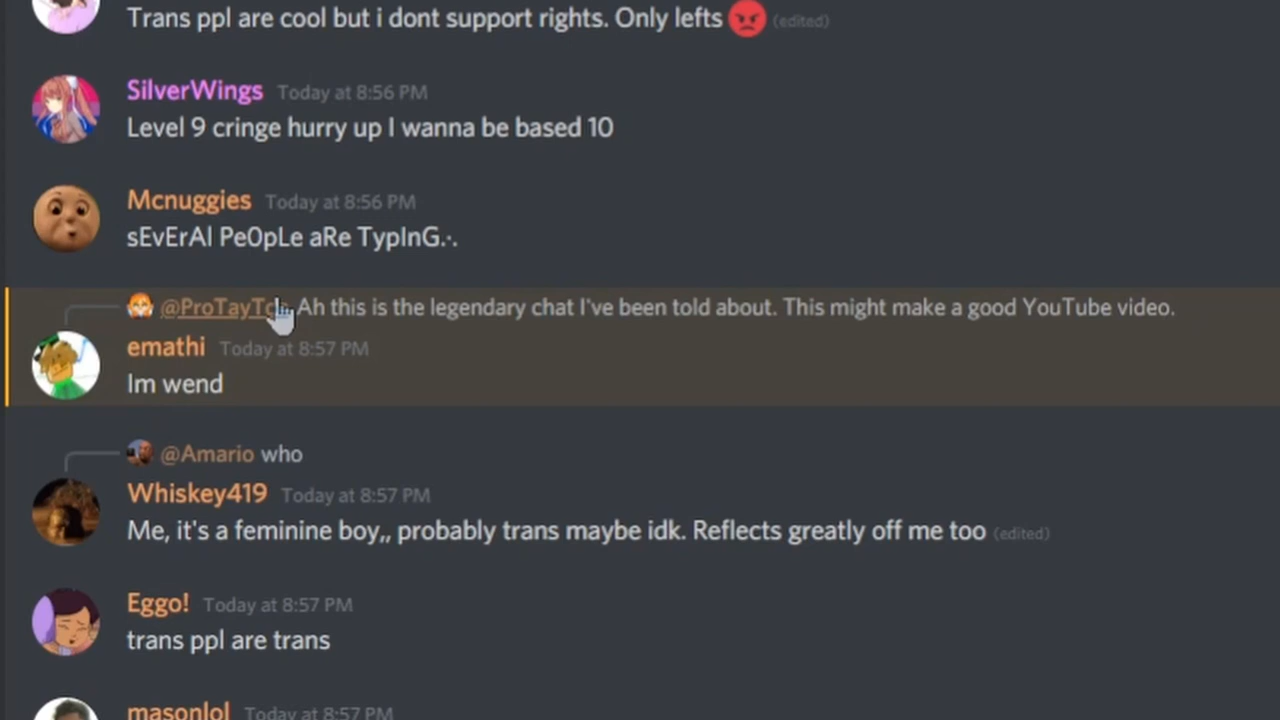 Trans ppl are cool but i dont support rights. Only lefts (edited)
SilverWings Today at 8:56 PM
Level 9 cringe hurry up I wanna be based 10
Mcnuggies Today at 8:56 PM
sEvErAl PeOpLe aRe TypInG.·.
Ah this is the legendary chat I've been told about. This might make a good YouTube video.
emathi Today at 8:57 PM
Im wend
@Amario who
Whiskey419 Today at 8:57 PM
Me, it's a feminine boy,, probably trans maybe idk. Reflects greatly off me too (edited)
Eggo! Today at 8:57 PM
trans ppl are trans
masonlol Today at 8:57 PM